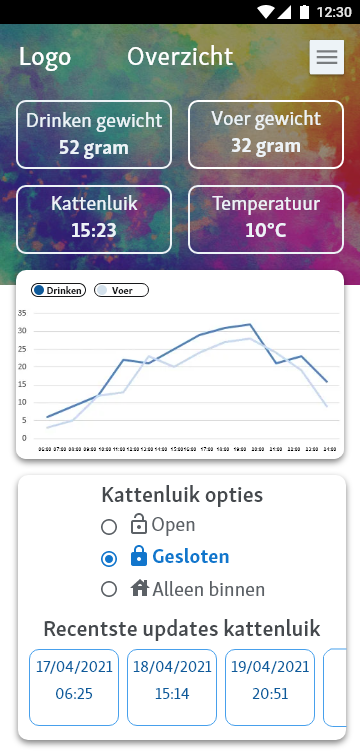 12:30
Logo Overzicht
Drinken gewicht
52 gram
Voer gewicht
32 gram
Kattenluik
15:23
Temperatuur
10°C
Drinken Voer
35
30
25
20
15
10
5
0
06:00 07:00 08:00 09:00 10:00 11:00 12:00 13:00 14:00 15:00 16:00 17:00 18:00 19:00 20:00 21:00 22:00 23:00 24:00
Kattenluik opties
Open
Gesloten
Alleen binnen
Recentste updates kattenluik
17/04/2021
06:25
18/04/2021
15:14
19/04/2021
20:51